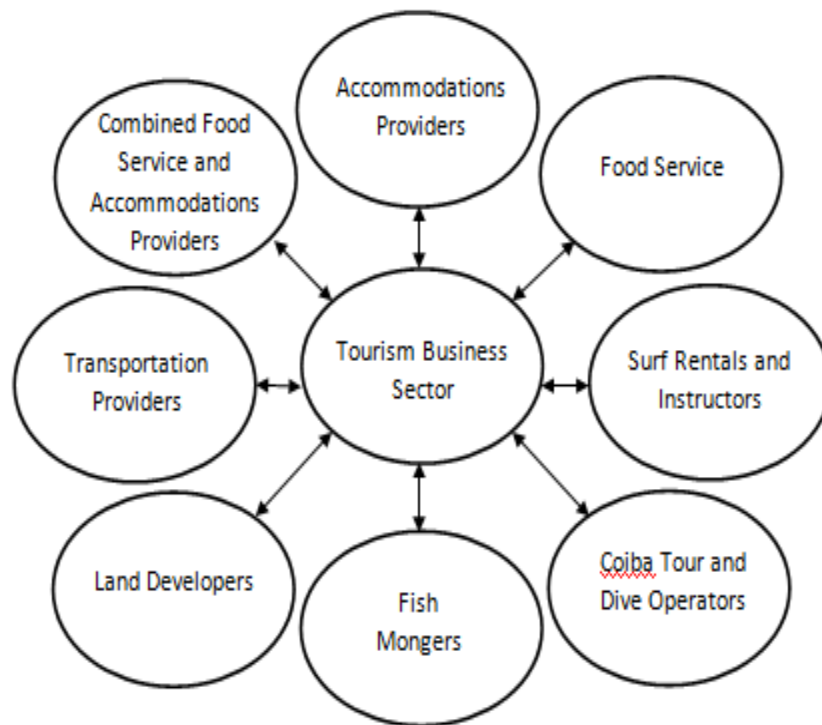 Accommodations
Providers
Combined Food
Service and
Accommodations
Providers
Food Service
Transportation
Providers
Tourism Business
Sector
Surf Rentals and
Instructors
Land Developers
Fish
Mongers
Coiba Tour and
Dive Operators